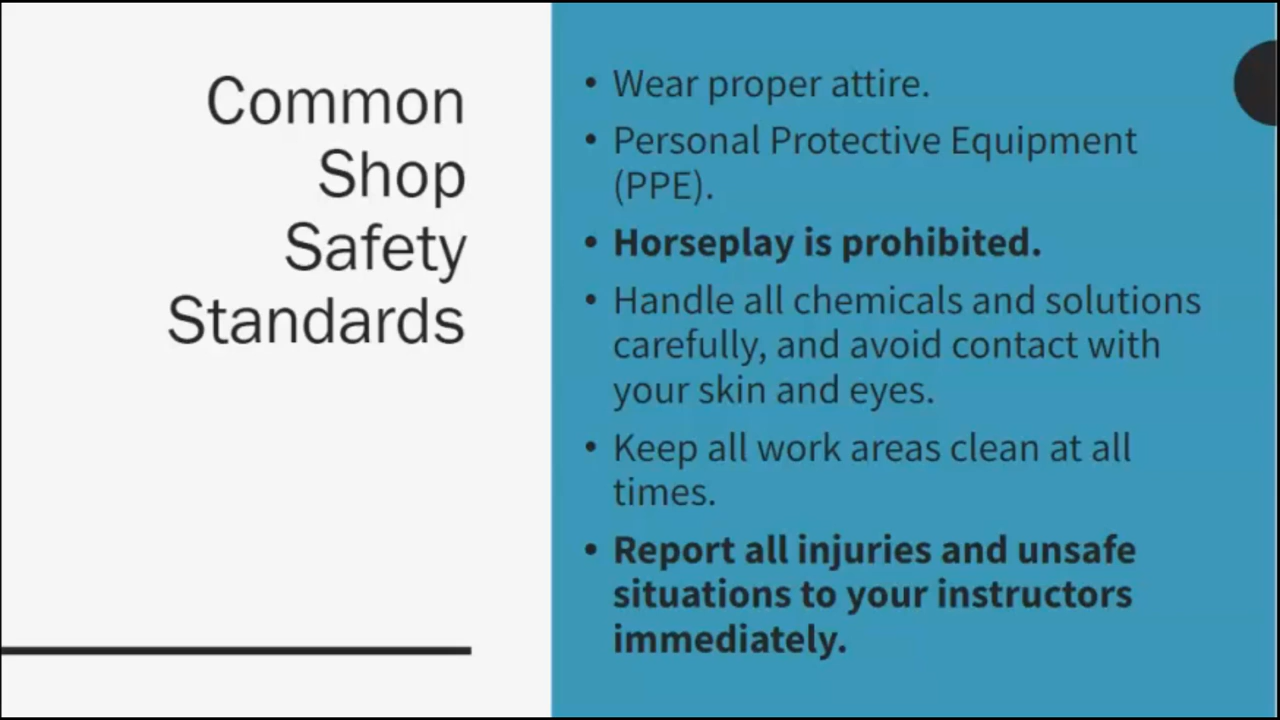 Common
Shop
Safety
Standards
• Wear proper attire.
• Personal Protective Equipment
(PPE).
• Horseplay is prohibited.
• Handle all chemicals and solutions
carefully, and avoid contact with
your skin and eyes.
• Keep all work areas clean at all
times.
• Report all injuries and unsafe
situations to your instructors
immediately.